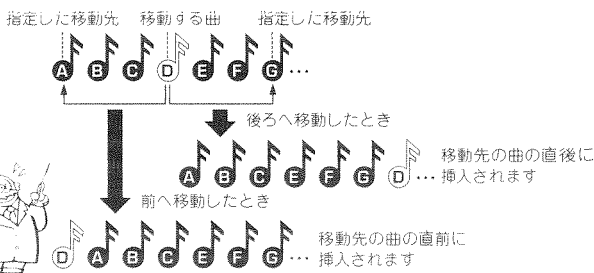 指定した移動先 移動する曲 指定した移動先
A B C D E F G …
後ろへ移動したとき
A B C E F G D …
移動先の曲の直後に
挿入されます
前へ移動したとき
D A B C E F G …
移動先の曲の直前に
挿入されます